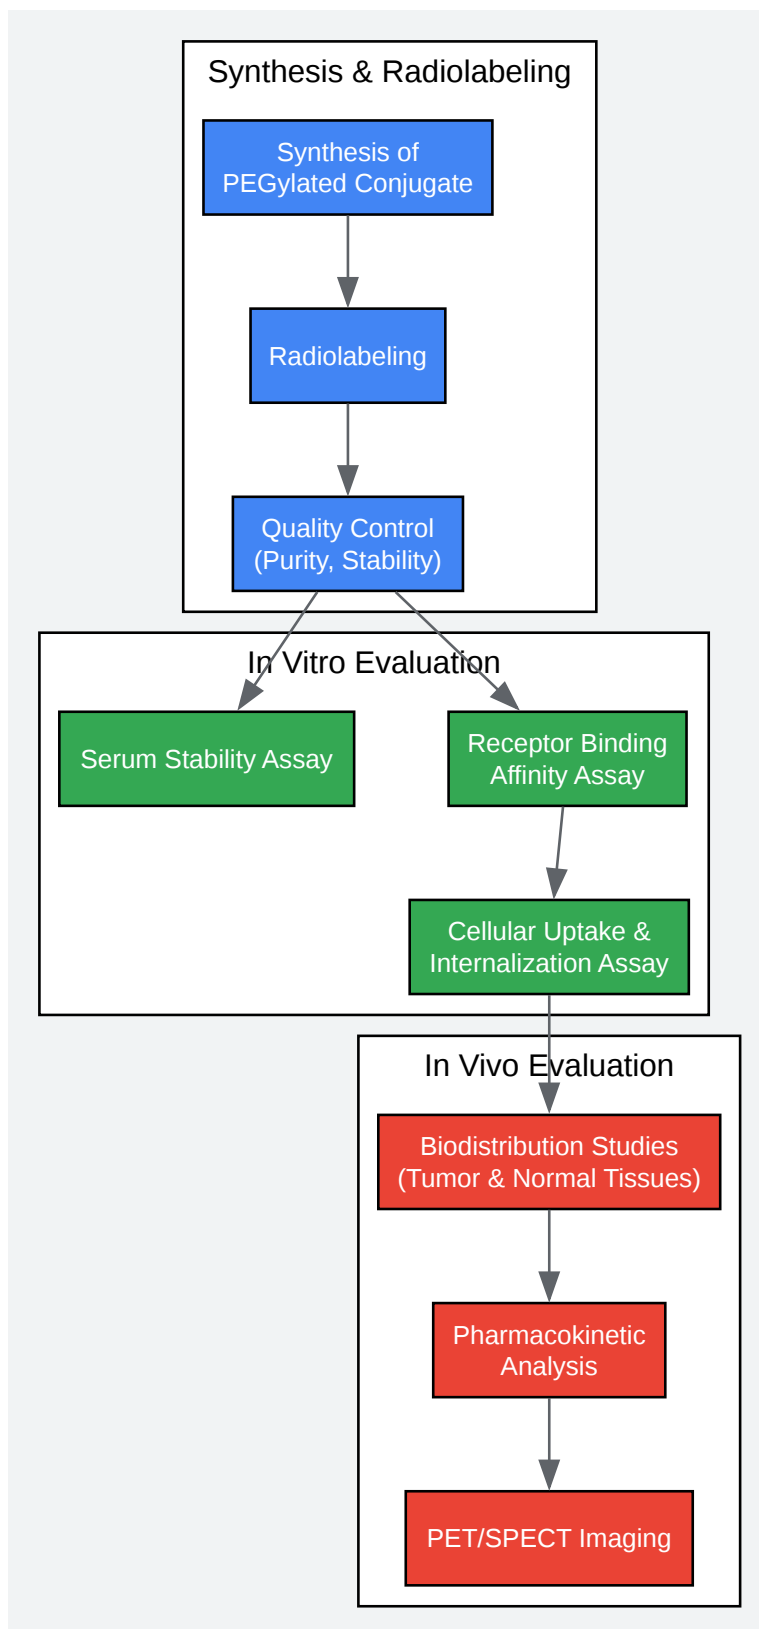 Synthesis & Radiolabeling
Synthesis of
PEGylated Conjugate
Radiolabeling
Quality Control
(Purity, Stability)
In Vitro Evaluation
Serum Stability Assay
Receptor Binding
Affinity Assay
Cellular Uptake &
Internalization Assay
In Vivo Evaluation
Biodistribution Studies
(Tumor & Normal Tissues)
Pharmacokinetic
Analysis
PET/SPECT Imaging